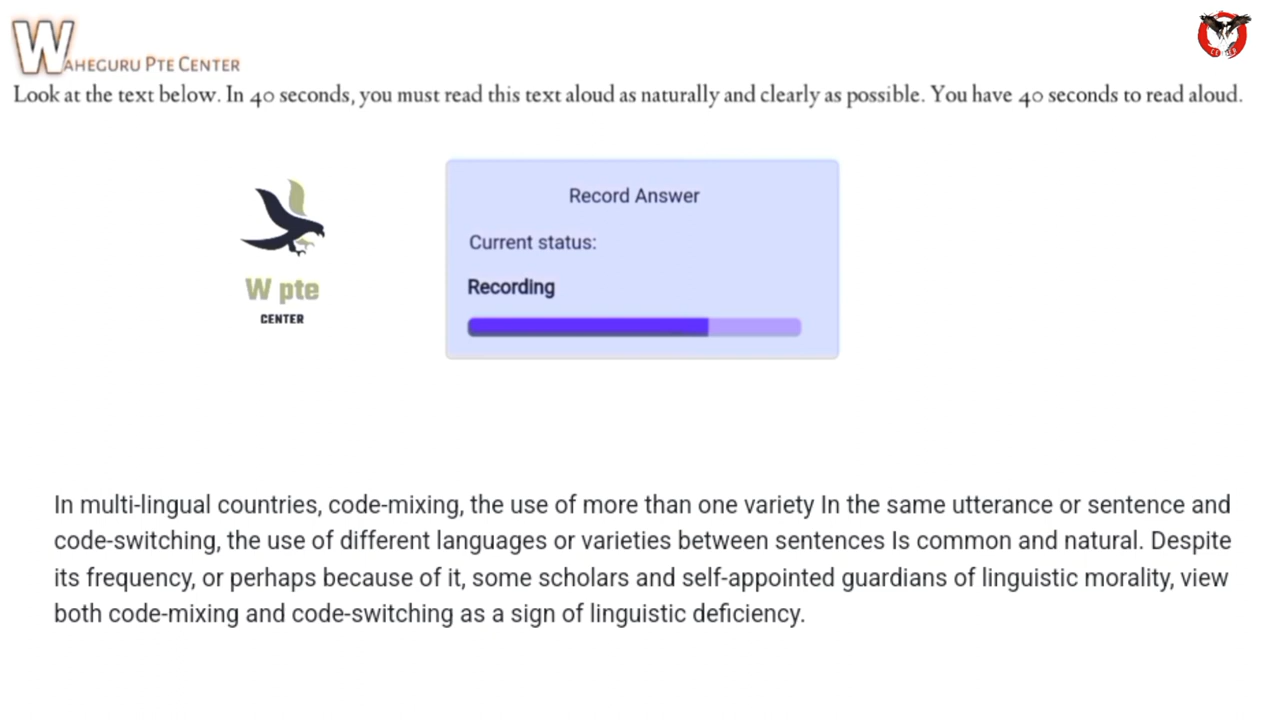 WAHEGURU PTE CENTER
Look at the text below. In 40 seconds, you must read this text aloud as naturally and clearly as possible. You have 40 seconds to read aloud.
Record Answer
Current status:
Recording
W pte
CENTER
In multi-lingual countries, code-mixing, the use of more than one variety In the same utterance or sentence and
code-switching, the use of different languages or varieties between sentences Is common and natural. Despite
its frequency, or perhaps because of it, some scholars and self-appointed guardians of linguistic morality, view
both code-mixing and code-switching as a sign of linguistic deficiency.